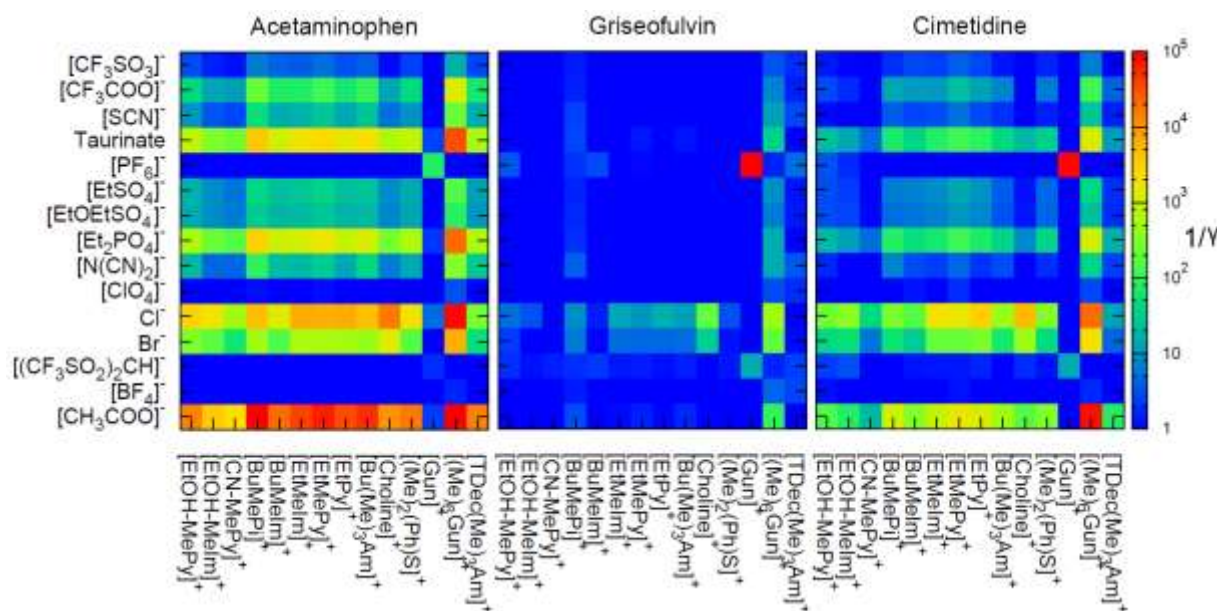 Acetaminophen
Griseofulvin
Cimetidine
[CF₃SO₃]⁻
[CF₃COO]⁻
[SCN]⁻
Taurinate
[PF₆]⁻
[EtSO₄]⁻
[EtOEtSO₄]⁻
[Et₂PO₄]⁻
[N(CN)₂]⁻
[ClO₄]⁻
Cl⁻
Br⁻
[(CF₃SO₂)₂CH]⁻
[BF₄]⁻
[CH₃COO]⁻
10⁵
10⁴
10³
10²
10
1
1/γ
[EtOH-MePy]⁺
[EtOH-MeIm]⁺
[CN-MePy]⁺
[BuMePi]⁺
[BuMeIm]⁺
[EtMeIm]⁺
[EtMePy]⁺
[EtPy]⁺
[Bu(Me)₃Am]⁺
[Choline]⁺
[(Me)₂(Ph)S]⁺
[Gun]⁺
[(Me)₆Gun]⁺
[TDec(Me)₃Am]⁺
[EtOH-MePy]⁺
[EtOH-MeIm]⁺
[CN-MePy]⁺
[BuMePi]⁺
[BuMeIm]⁺
[EtMeIm]⁺
[EtMePy]⁺
[EtPy]⁺
[Bu(Me)₃Am]⁺
[Choline]⁺
[(Me)₂(Ph)S]⁺
[Gun]⁺
[(Me)₆Gun]⁺
[TDec(Me)₃Am]⁺
[EtOH-MePy]⁺
[EtOH-MeIm]⁺
[CN-MePy]⁺
[BuMePi]⁺
[BuMeIm]⁺
[EtMeIm]⁺
[EtMePy]⁺
[EtPy]⁺
[Bu(Me)₃Am]⁺
[Choline]⁺
[(Me)₂(Ph)S]⁺
[Gun]⁺
[(Me)₆Gun]⁺
[TDec(Me)₃Am]⁺